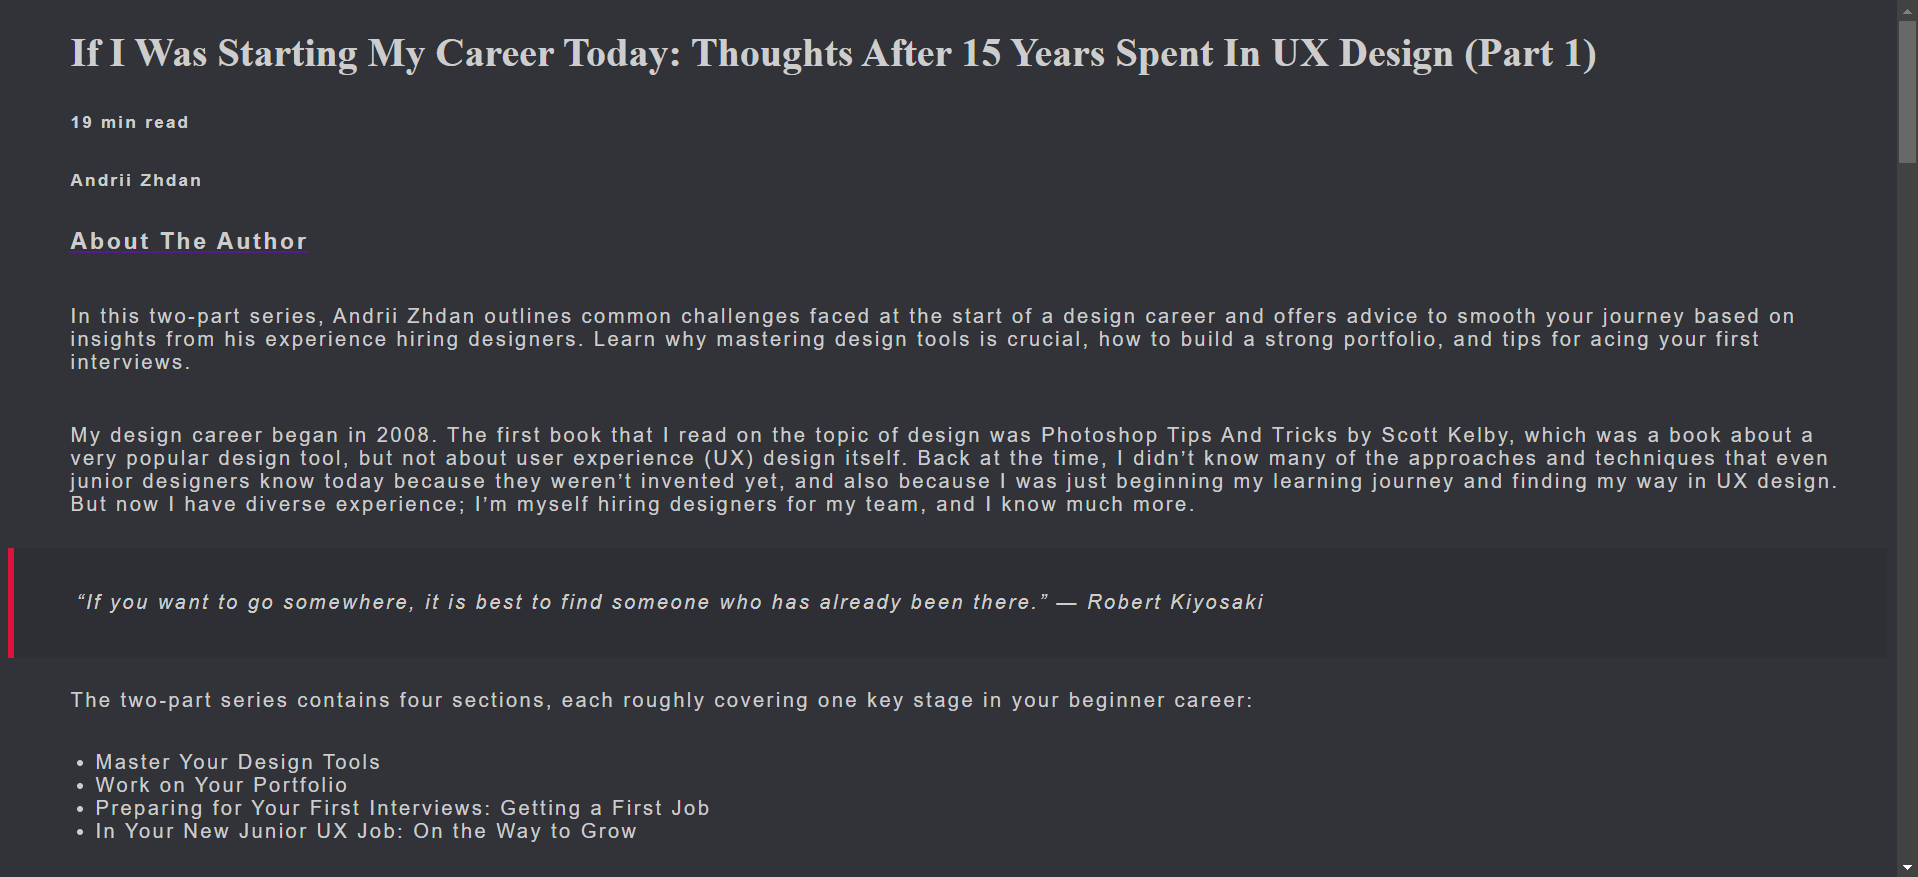 If I Was Starting My Career Today: Thoughts After 15 Years Spent In UX Design (Part 1)
19 min read
Andrii Zhdan
About The Author
In this two-part series, Andrii Zhdan outlines common challenges faced at the start of a design career and offers advice to smooth your journey based on
insights from his experience hiring designers. Learn why mastering design tools is crucial, how to build a strong portfolio, and tips for acing your first
interviews.
My design career began in 2008. The first book that I read on the topic of design was Photoshop Tips And Tricks by Scott Kelby, which was a book about a
very popular design tool, but not about user experience (UX) design itself. Back at the time, I didn’t know many of the approaches and techniques that even
junior designers know today because they weren’t invented yet, and also because I was just beginning my learning journey and finding my way in UX design.
But now I have diverse experience; I’m myself hiring designers for my team, and I know much more.
“If you want to go somewhere, it is best to find someone who has already been there.” — Robert Kiyosaki
The two-part series contains four sections, each roughly covering one key stage in your beginner career:
• Master Your Design Tools
• Work on Your Portfolio
• Preparing for Your First Interviews: Getting a First Job
• In Your New Junior UX Job: On the Way to Grow